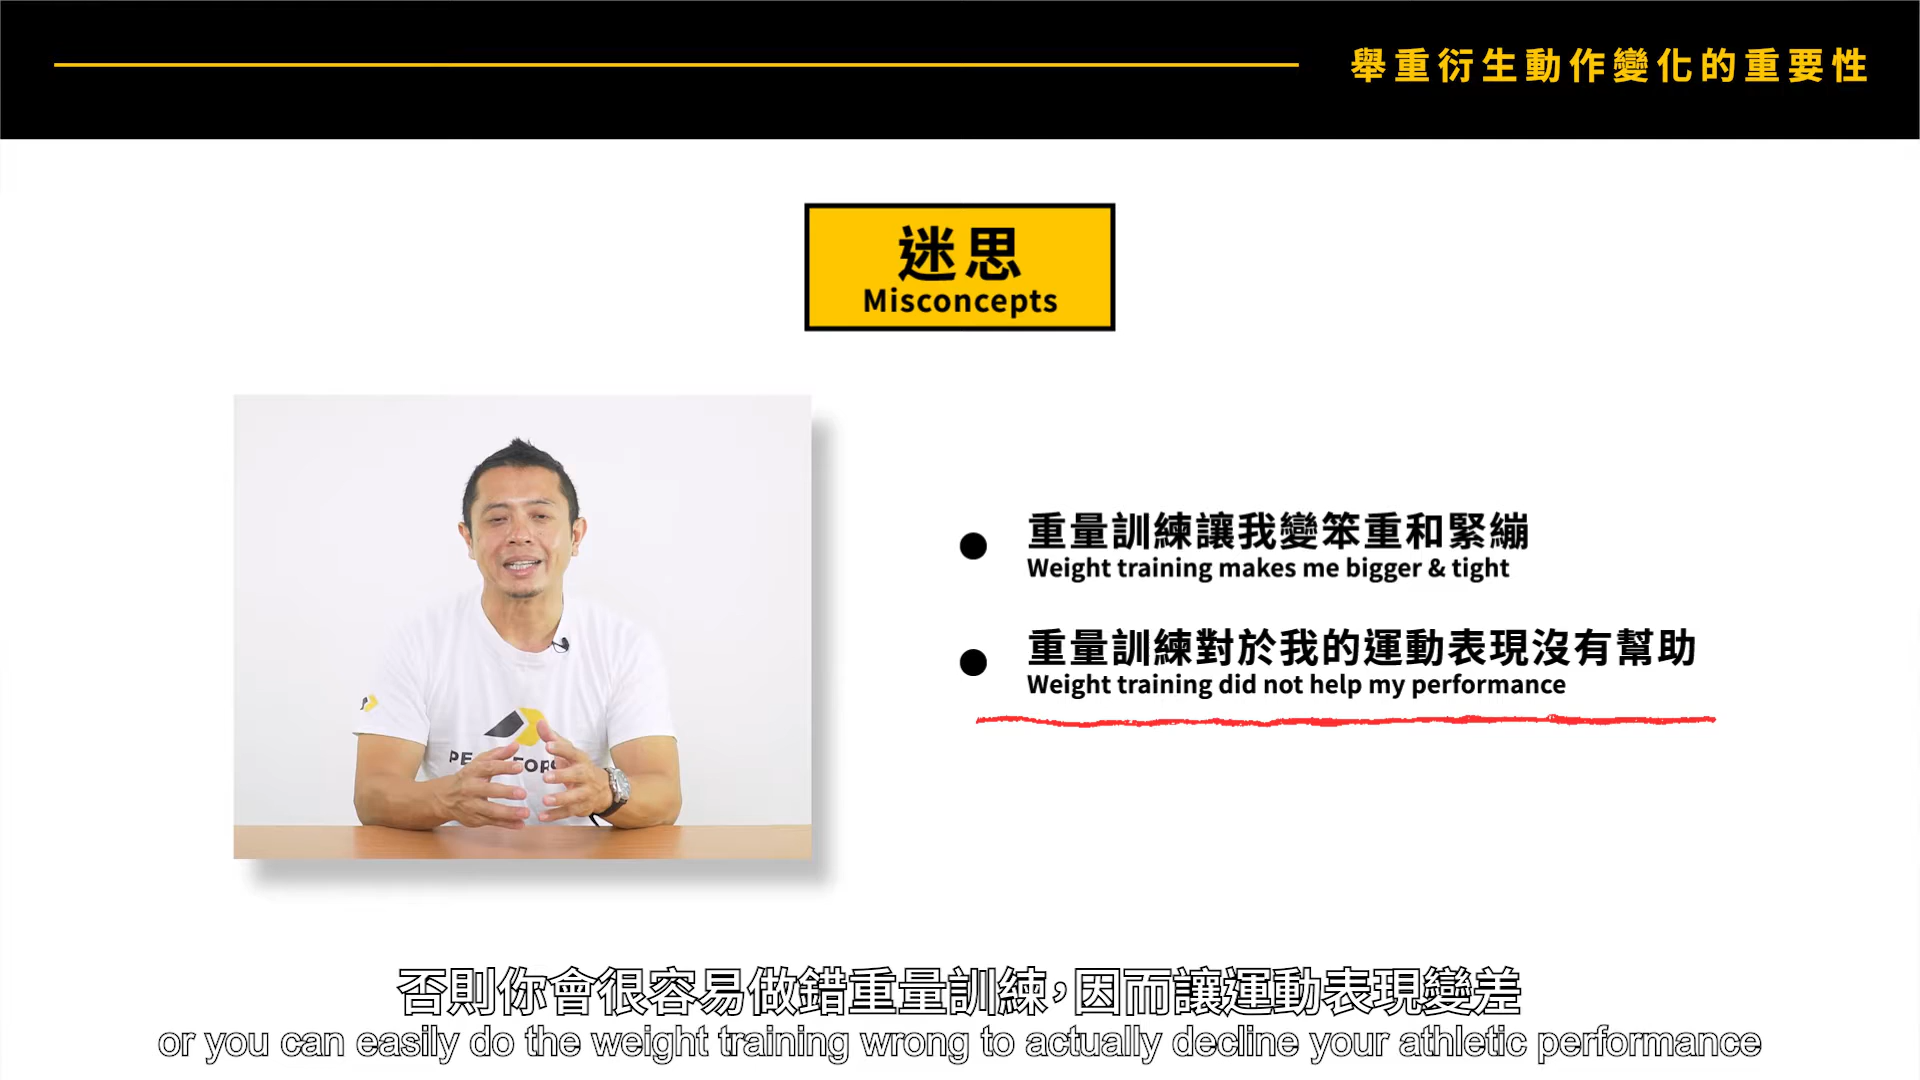 舉重衍生動作變化的重要性
迷思
Misconcepts
重量訓練讓我變笨重和緊繃
Weight training makes me bigger & tight
重量訓練對於我的運動表現沒有幫助
Weight training did not help my performance
否則你會很容易做錯重量訓練，因而讓運動表現變差
or you can easily do the weight training wrong to actually decline your athletic performance